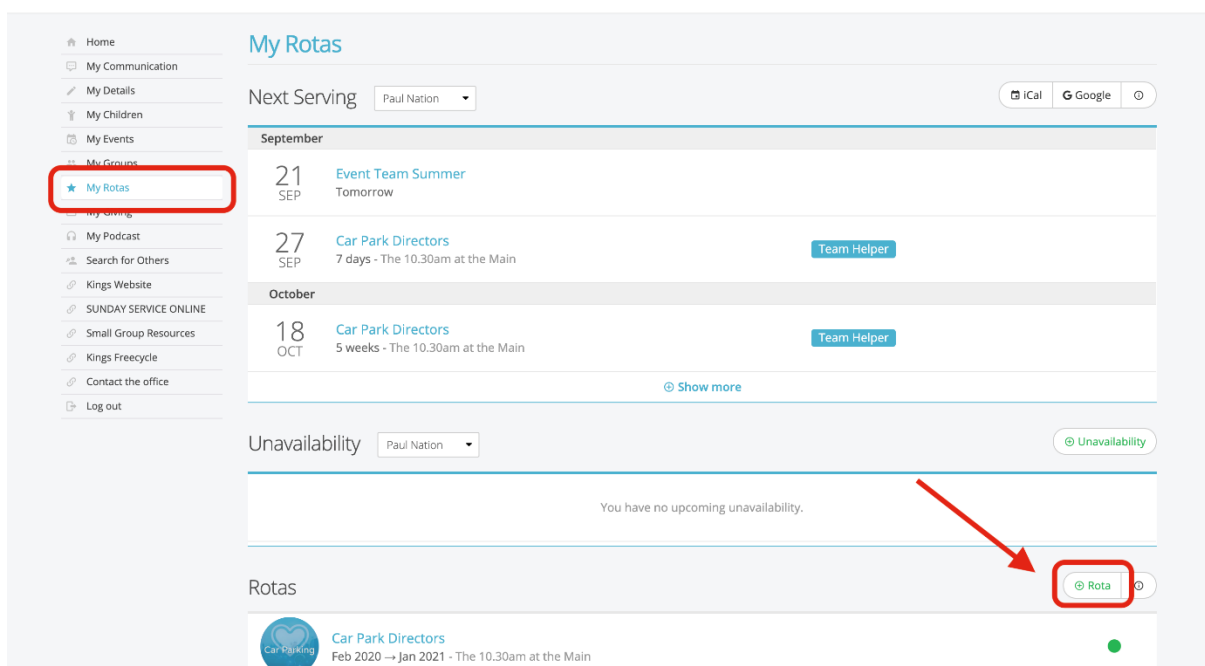 Home
My Communication
My Details
My Children
My Events
My Groups
My Rotas
My Giving
My Podcast
Search for Others
Kings Website
SUNDAY SERVICE ONLINE
Small Group Resources
Kings Freecycle
Contact the office
Log out
My Rotas
Next Serving Paul Nation iCal G Google
September
21 SEP Event Team Summer
Tomorrow
27 SEP Car Park Directors
7 days - The 10.30am at the Main Team Helper
October
18 OCT Car Park Directors
5 weeks - The 10.30am at the Main Team Helper
Show more
Unavailability Paul Nation Unavailability
You have no upcoming unavailability.
Rotas Rota
Car Parking
Car Park Directors
Feb 2020 → Jan 2021 - The 10.30am at the Main